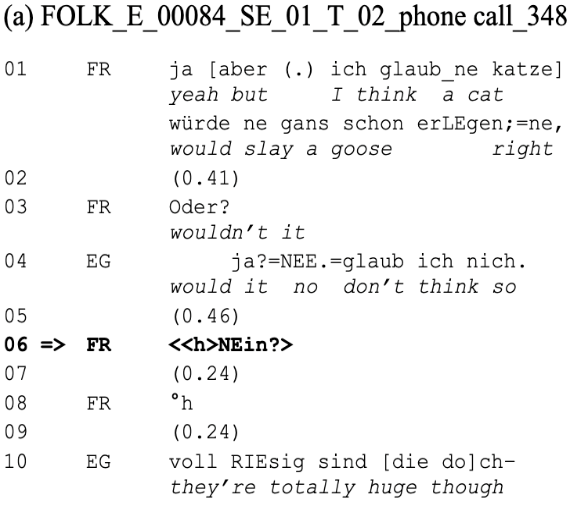 (a) FOLK_E_00084_SE_01_T_02_phone call_348
01 FR ja [aber (.) ich glaub_ne katze]
yeah but I think a cat
würde ne gans schon erLEgen;=ne,
would slay a goose right
02 (0.41)
03 FR Oder?
wouldn't it
04 EG ja?=NEE.=glaub ich nich.
would it no don't think so
05 (0.46)
06 => FR <<h>NEin?>
07 (0.24)
08 FR °h
09 (0.24)
10 EG voll RIEsig sind [die do]ch-
they're totally huge though